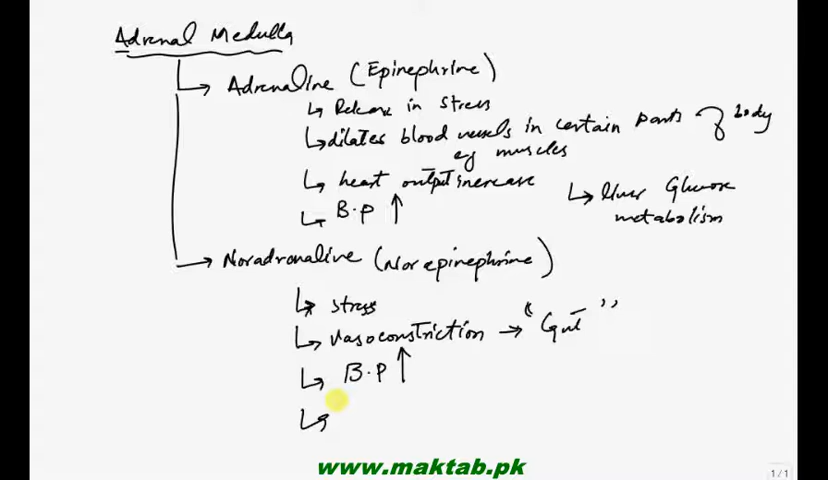 Adrenal Medulla
↳ Adrenaline (Epinephrine)
↳ Release in stress
↳ dilates blood vessels in certain parts of body
eg muscles
↳ heart output increase
↳ B.P ↑
↳ liver Glucose
metabolism
→ Noradrenaline (Norepinephrine)
↳ stress
↳ vasoconstriction → "Gut"
↳ B.P ↑
↳
www.maktab.pk
1/1